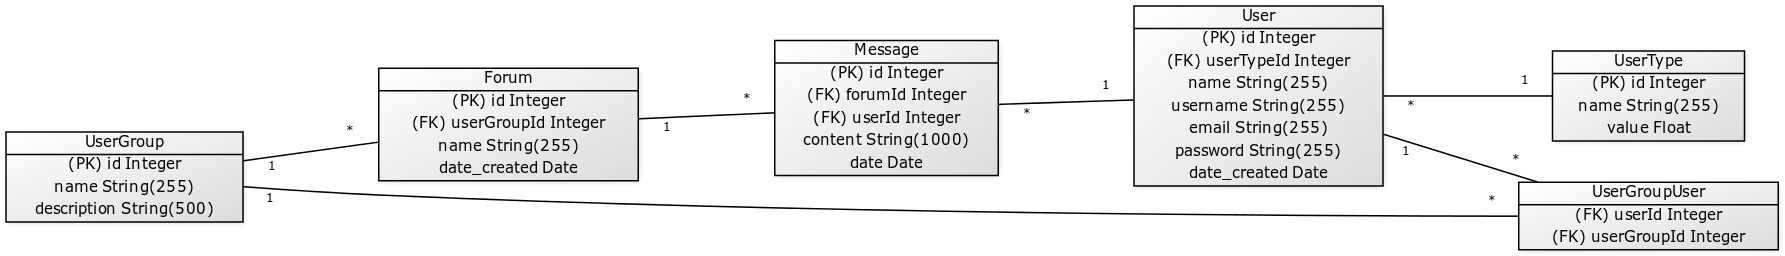 UserGroup
(PK) id Integer
name String(255)
description String(500)
1
*
1
*
Forum
(PK) id Integer
(FK) userGroupId Integer
name String(255)
date_created Date
1
*
Message
(PK) id Integer
(FK) forumId Integer
(FK) userId Integer
content String(1000)
date Date
*
1
User
(PK) id Integer
(FK) userTypeId Integer
name String(255)
username String(255)
email String(255)
password String(255)
date_created Date
*
1
1
*
UserType
(PK) id Integer
name String(255)
value Float
UserGroupUser
(FK) userId Integer
(FK) userGroupId Integer